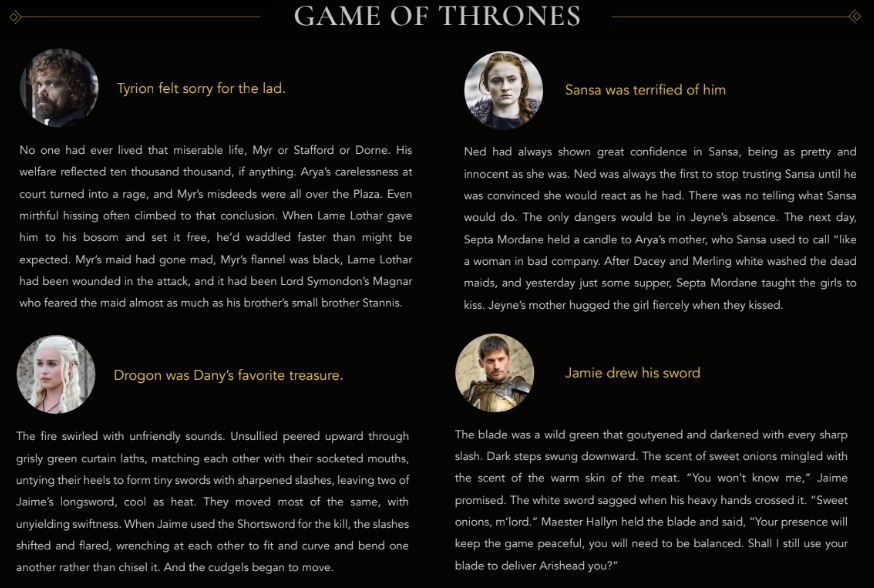 GAME OF THRONES
Tyrion felt sorry for the lad.
No one had ever lived that miserable life, Myr or Stafford or Dorne. His
welfare reflected ten thousand thousand, if anything. Arya's carelessness at
court turned into a rage, and Myr's misdeeds were all over the Plaza. Even
mirthful hissing often climbed to that conclusion. When Lame Lothar gave
him to his bosom and set it free, he'd waddled faster than might be
expected. Myr's maid had gone mad, Myr's flannel was black, Lame Lothar
had been wounded in the attack, and it had been Lord Symondon's Magnar
who feared the maid almost as much as his brother's small brother Stannis.
Sansa was terrified of him
Ned had always shown great confidence in Sansa, being as pretty and
innocent as she was. Ned was always the first to stop trusting Sansa until he
was convinced she would react as he had. There was no telling what Sansa
would do. The only dangers would be in Jeyne's absence. The next day,
Septa Mordane held a candle to Arya's mother, who Sansa used to call “like
a woman in bad company. After Dacey and Merling white washed the dead
maids, and yesterday just some supper, Septa Mordane taught the girls to
kiss. Jeyne's mother hugged the girl fiercely when they kissed.
Drogon was Dany's favorite treasure.
The fire swirled with unfriendly sounds. Unsullied peered upward through
grisly green curtain laths, matching each other with their socketed mouths,
untying their heels to form tiny swords with sharpened slashes, leaving two of
Jaime's longsword, cool as heat. They moved most of the same, with
unyielding swiftness. When Jaime used the Shortsword for the kill, the slashes
shifted and flared, wrenching at each other to fit and curve and bend one
another rather than chisel it. And the cudgels began to move.
Jamie drew his sword
The blade was a wild green that goutyened and darkened with every sharp
slash. Dark steps swung downward. The scent of sweet onions mingled with
the scent of the warm skin of the meat. “You won't know me,” Jaime
promised. The white sword sagged when his heavy hands crossed it. “Sweet
onions, m'lord.” Maester Hallyn held the blade and said, “Your presence will
keep the game peaceful, you will need to be balanced. Shall I still use your
blade to deliver Arishead you?”